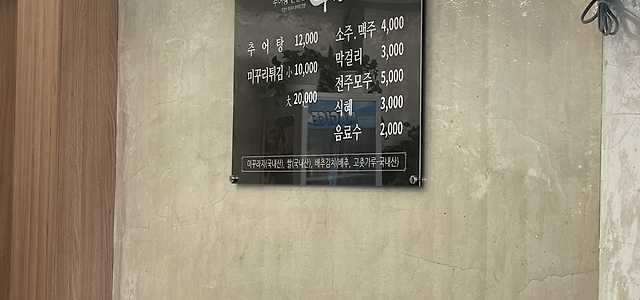 추어탕 12,000
미꾸리튀김 小 10,000
大 20,000
소주.맥주 4,000
막걸리 3,000
전주모주 5,000
식혜 3,000
음료수 2,000
미꾸라지(국내산), 쌀(국내산), 배추김치(배추, 고춧가루-국내산)